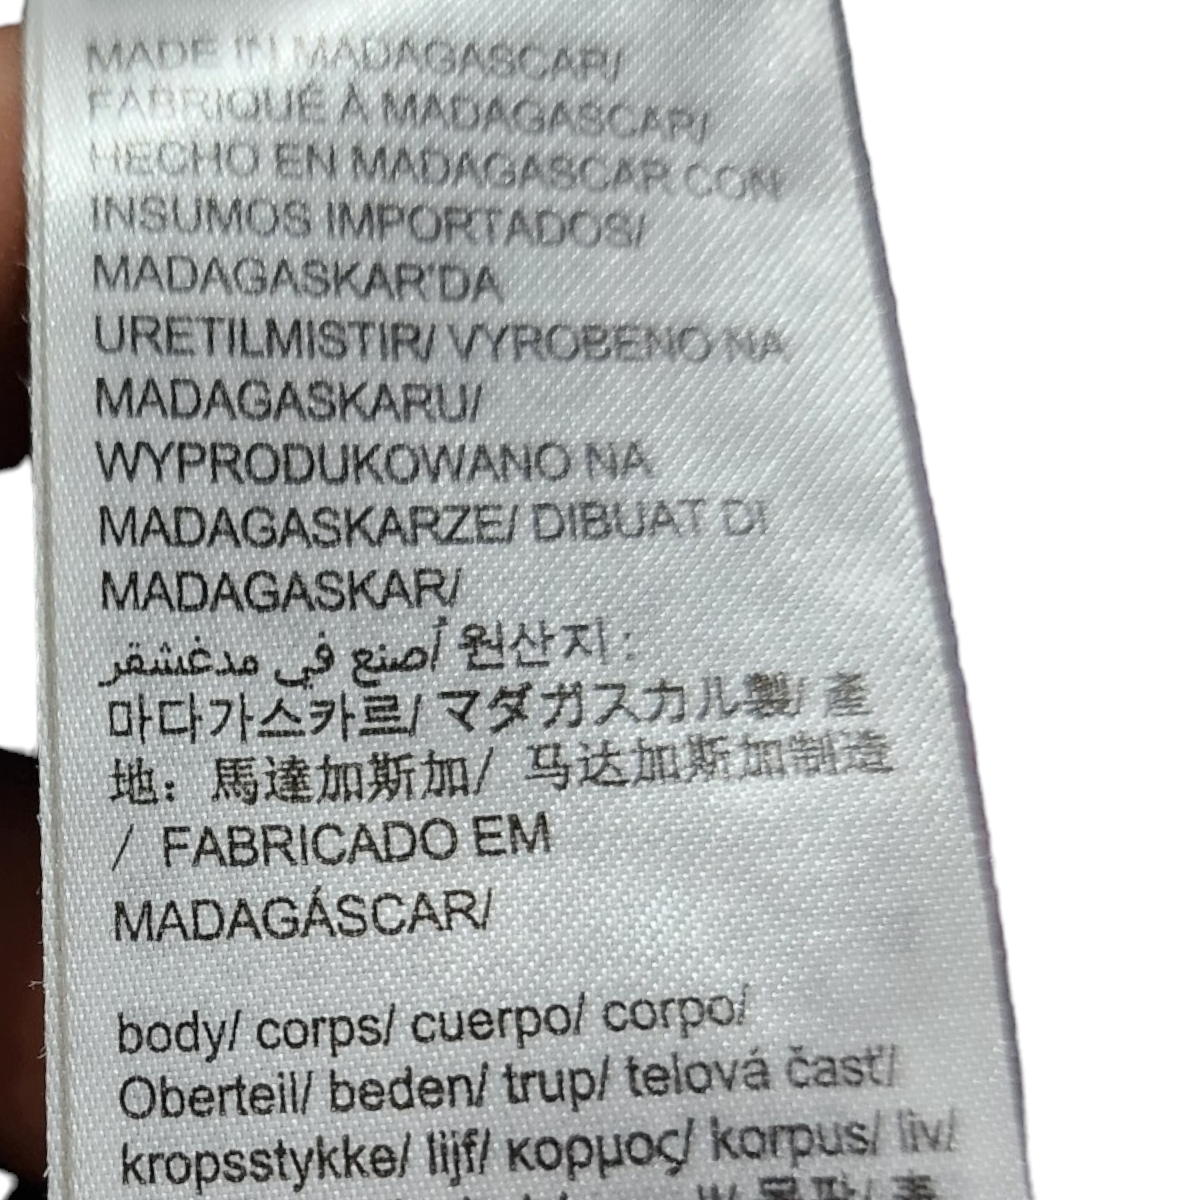 MADE IN MADAGASCAR/
FABRIQUÉ À MADAGASCAR/
HECHO EN MADAGASCAR CON
INSUMOS IMPORTADOS/
MADAGASKAR'DA
URETILMISTIR/ VYROBENO NA
MADAGASKARU/
WYPRODUKOWANO NA
MADAGASKARZE/ DIBUAT DI
MADAGASKAR/
صنع في مدغشقر/ 원산지 :
마다가스카르/ マダガスカル製/ 產
地：馬達加斯加/ 马达加斯加制造
/ FABRICADO EM
MADAGÁSCAR/
body/ corps/ cuerpo/ corpo/
Oberteil/ beden/ trup/ telová časť/
kropsstykke/ lijf/ κορμος/ korpus/ liv/